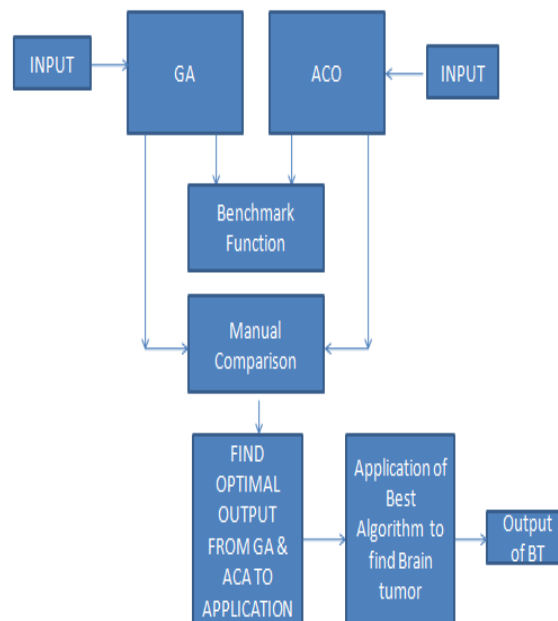 INPUT
GA
ACO
INPUT
Benchmark
Function
Manual
Comparison
FIND
OPTIMAL
OUTPUT
FROM GA &
ACA TO
APPLICATION
Application of
Best
Algorithm to
find Brain
tumor
Output
of BT